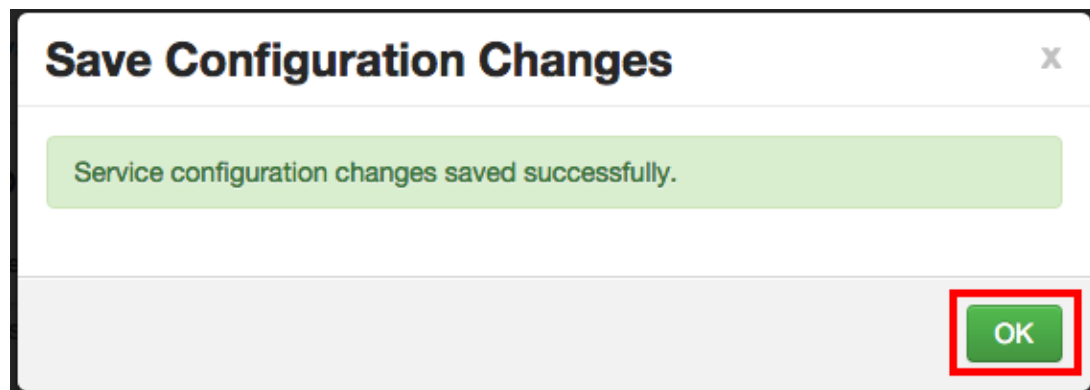 Save Configuration Changes
x
Service configuration changes saved successfully.
OK